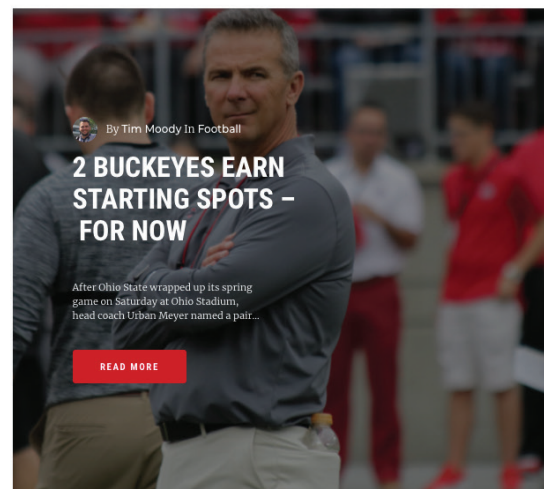 By Tim Moody In Football
2 BUCKEYES EARN
STARTING SPOTS –
FOR NOW
After Ohio State wrapped up its spring
game on Saturday at Ohio Stadium,
head coach Urban Meyer named a pair...
READ MORE